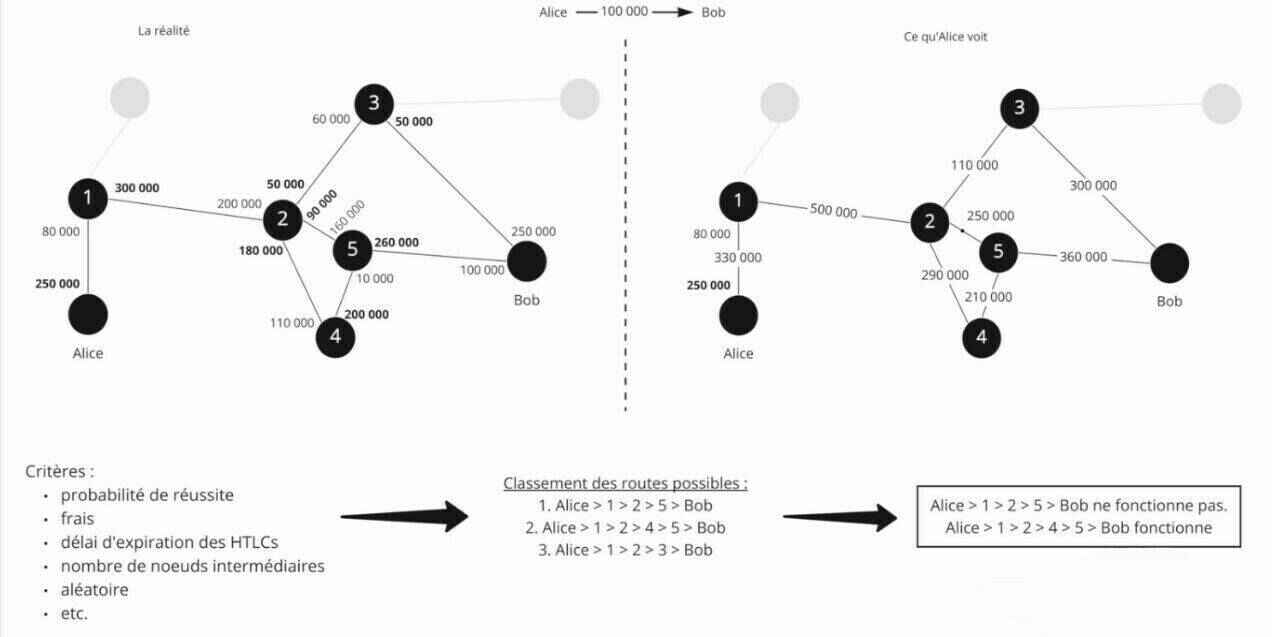 Alice 100 000 Bob
La réalité
Ce qu'Alice voit
3
60 000
50 000
1
300 000
50 000
200 000
2
90 000
160 000
80 000
180 000
5
260 000
250 000
10 000
100 000
250 000
Bob
110 000
200 000
4
Alice
3
110 000
300 000
1
500 000
2
250 000
80 000
330 000
5
360 000
290 000
250 000
210 000
Bob
4
Alice
Critères :
• probabilité de réussite
• frais
• délai d'expiration des HTLCs
• nombre de noeuds intermédiaires
• aléatoire
• etc.
Classement des routes possibles :
1. Alice > 1 > 2 > 5 > Bob
2. Alice > 1 > 2 > 4 > 5 > Bob
3. Alice > 1 > 2 > 3 > Bob
Alice > 1 > 2 > 5 > Bob ne fonctionne pas.
Alice > 1 > 2 > 4 > 5 > Bob fonctionne